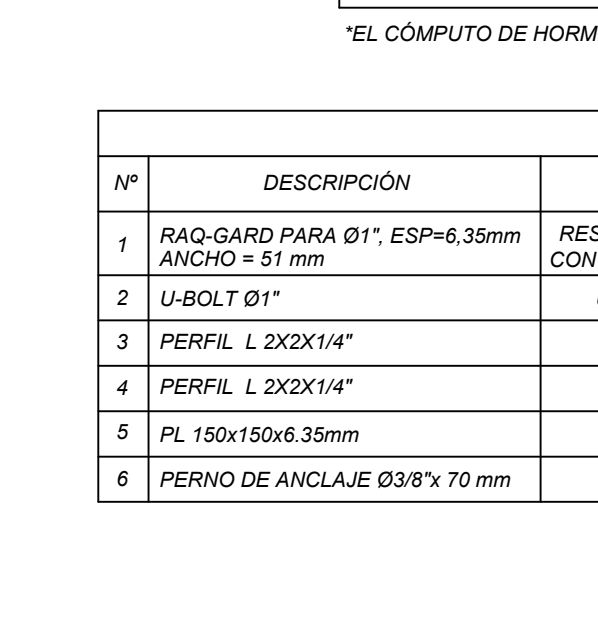 *EL CÓMPUTO DE HORM
Nº DESCRIPCIÓN
1 RAQ-GARD PARA Ø1", ESP=6,35mm RES
ANCHO = 51 mm CON
2 U-BOLT Ø1"
3 PERFIL L 2X2X1/4"
4 PERFIL L 2X2X1/4"
5 PL 150x150x6.35mm
6 PERNO DE ANCLAJE Ø3/8"x 70 mm